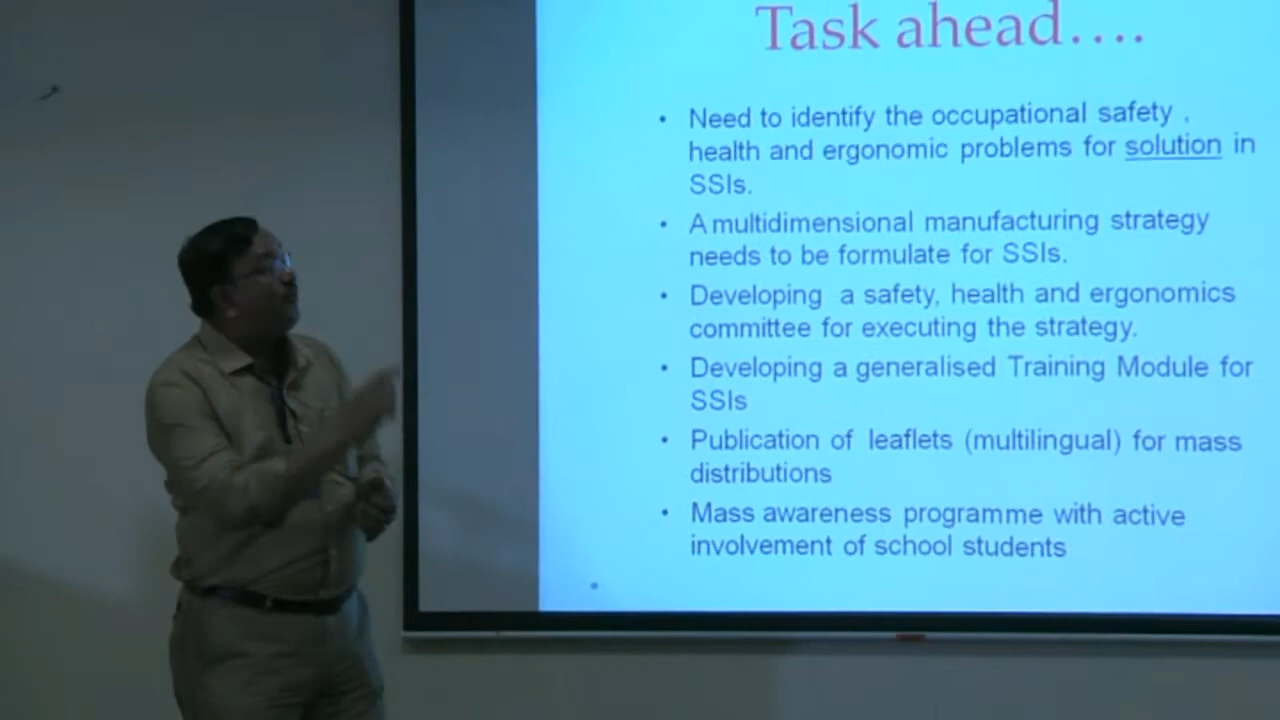 Task ahead....
• Need to identify the occupational safety ,
health and ergonomic problems for solution in
SSIs.
• A multidimensional manufacturing strategy
needs to be formulate for SSIs.
• Developing a safety, health and ergonomics
committee for executing the strategy.
• Developing a generalised Training Module for
SSIs
• Publication of leaflets (multilingual) for mass
distributions
• Mass awareness programme with active
involvement of school students